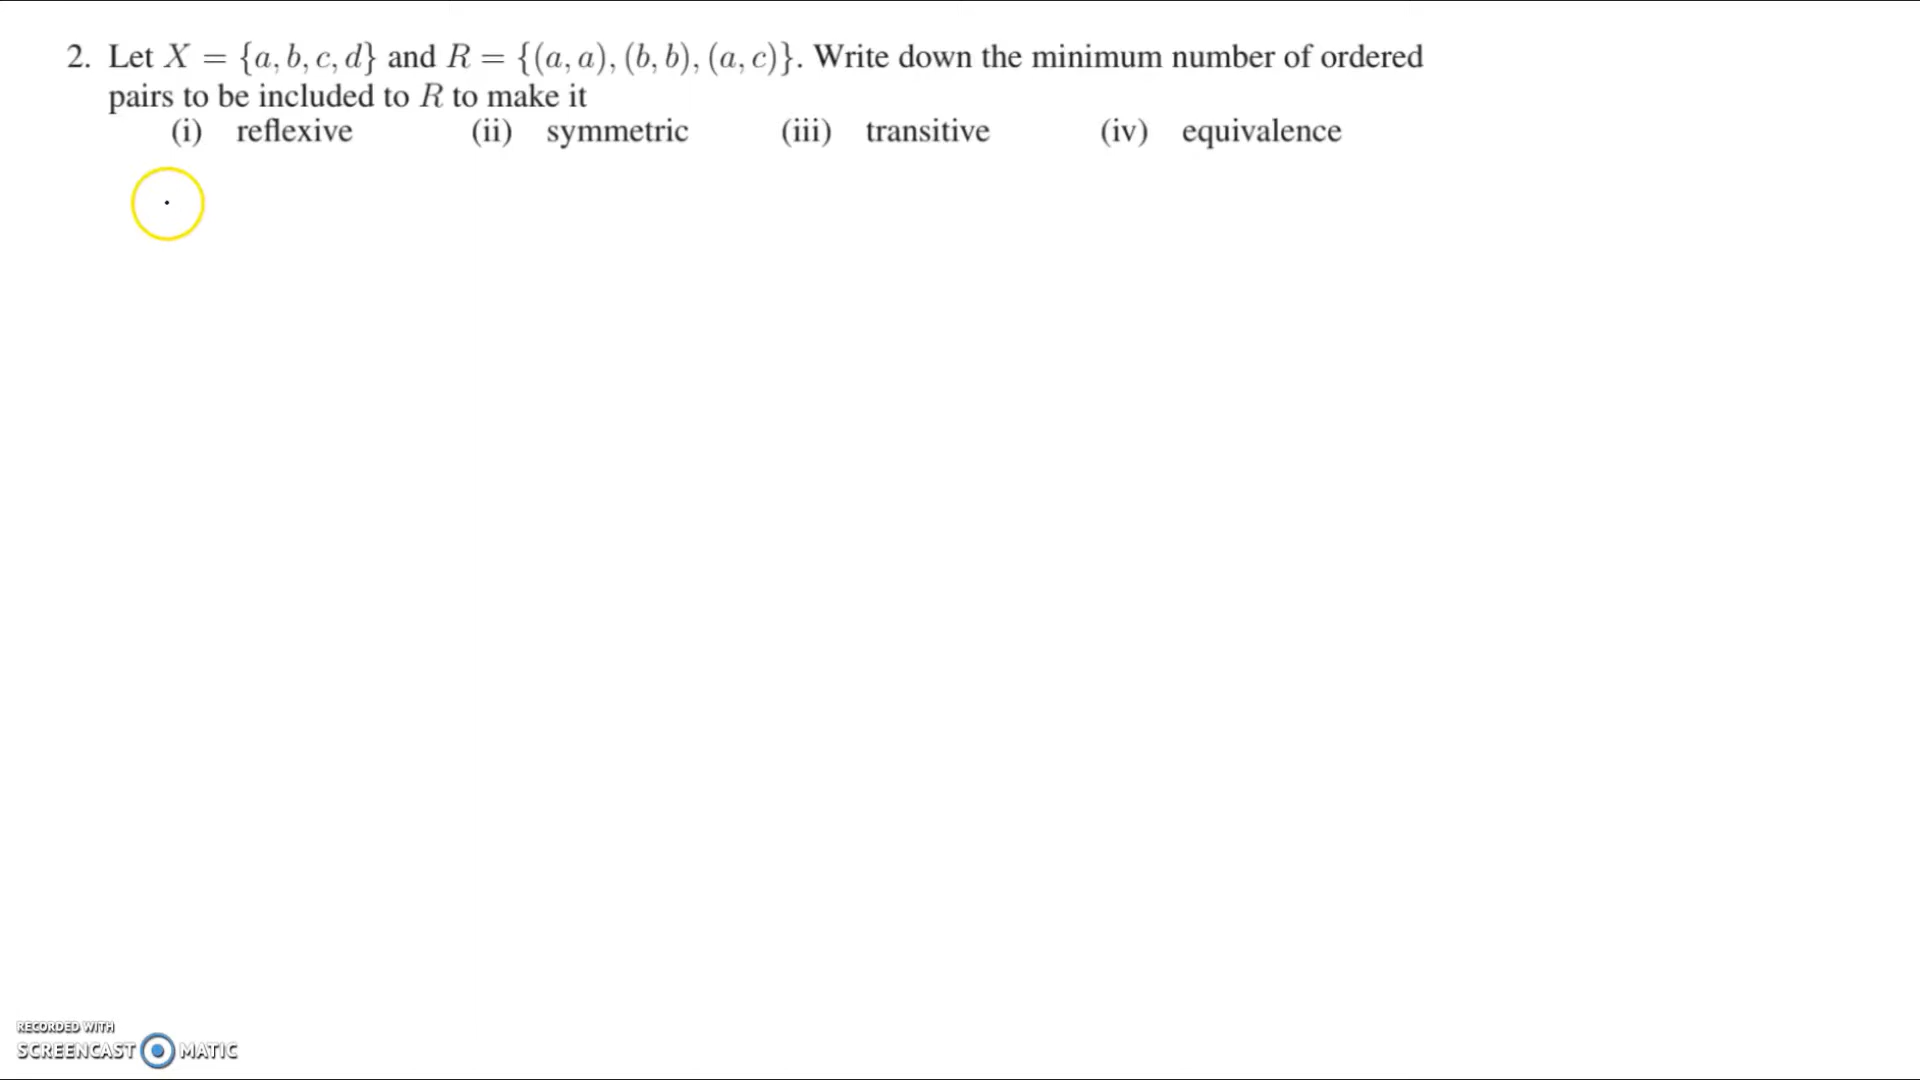 2. Let X = {a, b, c, d} and R = {(a, a), (b, b), (a, c)}. Write down the minimum number of ordered
pairs to be included to R to make it
(i) reflexive (ii) symmetric (iii) transitive (iv) equivalence
RECORDED WITH
SCREENCAST MATIC